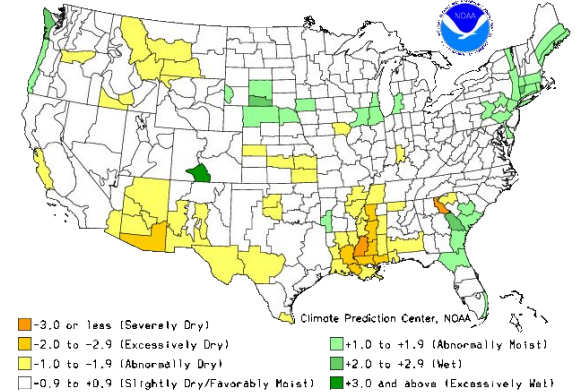 NOAA
Climate Prediction Center, NOAA
-3.0 or less (Severely Dry)
-2.0 to -2.9 (Excessively Dry)
-1.0 to -1.9 (Abnormally Dry)
-0.9 to +0.9 (Slightly Dry/Favorably Moist)
+1.0 to +1.9 (Abnormally Moist)
+2.0 to +2.9 (Wet)
+3.0 and above (Excessively Wet)